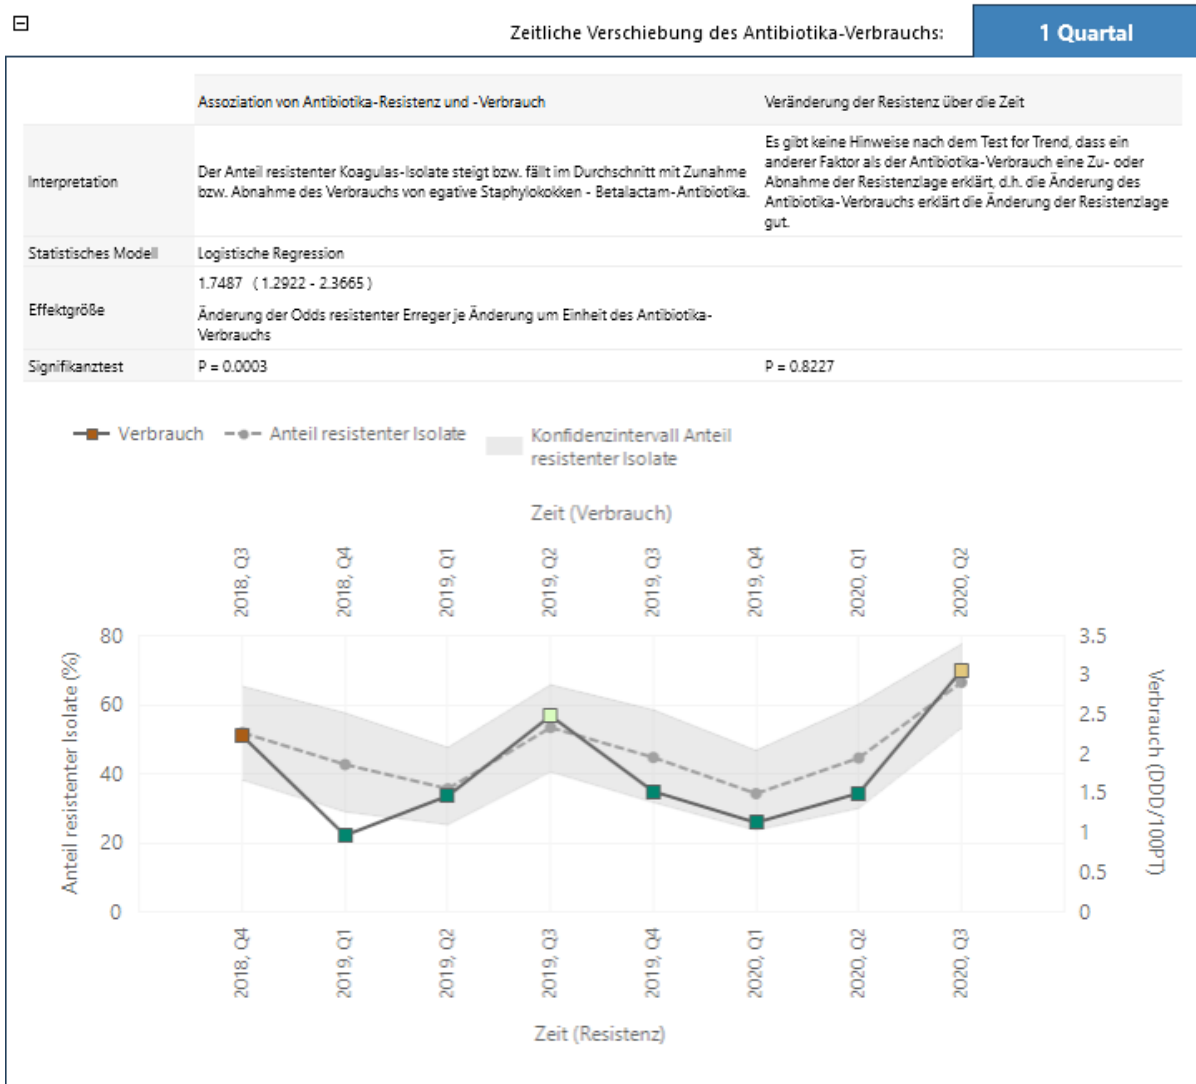 Zeitliche Verschiebung des Antibiotika-Verbrauchs:
1 Quartal
Assoziation von Antibiotika-Resistenz und -Verbrauch
Veränderung der Resistenz über die Zeit
Interpretation
Der Anteil resistenter Koagulas-Isolate steigt bzw. fällt im Durchschnitt mit Zunahme
bzw. Abnahme des Verbrauchs von egative Staphylokokken - Betalactam-Antibiotika.
Es gibt keine Hinweise nach dem Test for Trend, dass ein
anderer Faktor als der Antibiotika-Verbrauch eine Zu- oder
Abnahme der Resistenzlage erklärt, d.h. die Änderung des
Antibiotika-Verbrauchs erklärt die Änderung der Resistenzlage
gut.
Statistisches Modell
Logistische Regression
Effektgröße
1.7487 (1.2922 - 2.3665)
Änderung der Odds resistenter Erreger je Änderung um Einheit des Antibiotika-
Verbrauchs
Signifikanztest
P = 0.0003
P = 0.8227
Verbrauch
Anteil resistenter Isolate
Konfidenzintervall Anteil
resistenter Isolate
Zeit (Verbrauch)
2018, Q3
2018, Q4
2019, Q1
2019, Q2
2019, Q3
2019, Q4
2020, Q1
2020, Q2
Anteil resistenter Isolate (%)
80
60
40
20
0
3.5
3
2.5
2
1.5
1
0.5
0
Verbrauch (DDD/100PT)
2018, Q4
2019, Q1
2019, Q2
2019, Q3
2019, Q4
2020, Q1
2020, Q2
2020, Q3
Zeit (Resistenz)